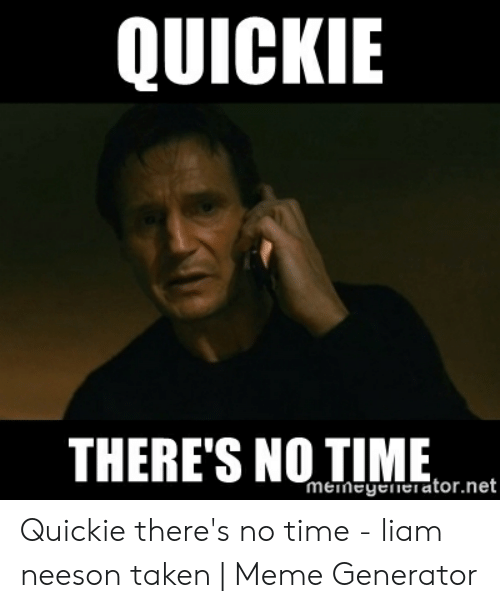 QUICKIE
THERE'S NO TIME
memegenerator.net
Quickie there's no time - liam
neeson taken | Meme Generator